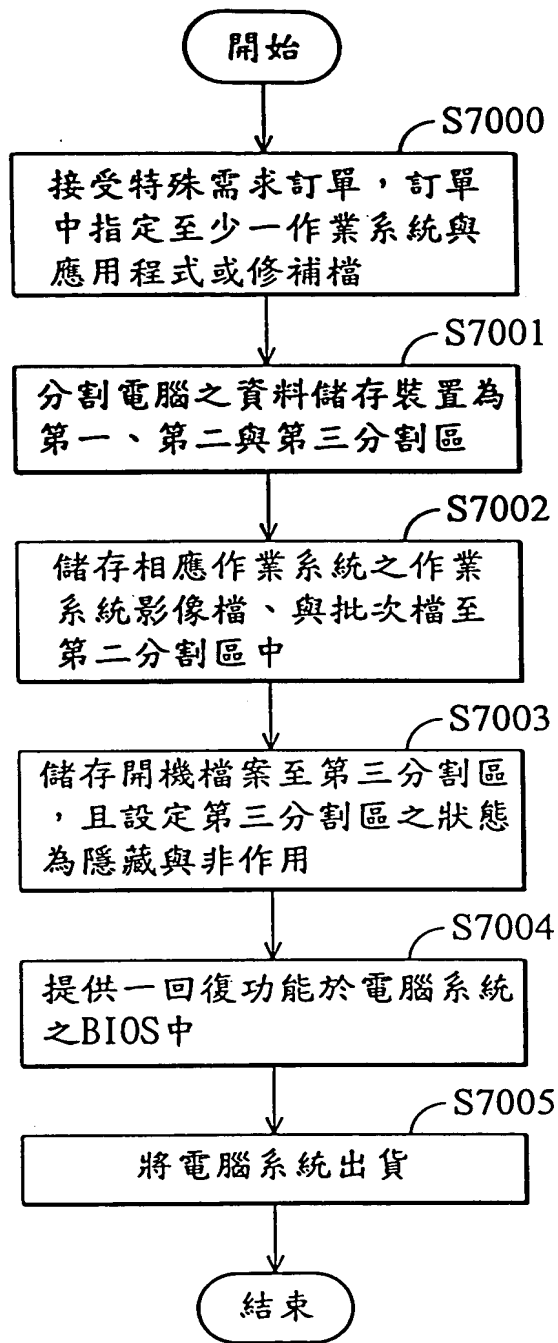 開始
S7000
接受特殊需求訂單，訂單
中指定至少一作業系統與
應用程式或修補檔
S7001
分割電腦之資料儲存裝置為
第一、第二與第三分割區
S7002
儲存相應作業系統之作業
系統影像檔、與批次檔至
第二分割區中
S7003
儲存開機檔案至第三分割區
，且設定第三分割區之狀態
為隱藏與非作用
S7004
提供一回復功能於電腦系統
之BIOS中
S7005
將電腦系統出貨
結束